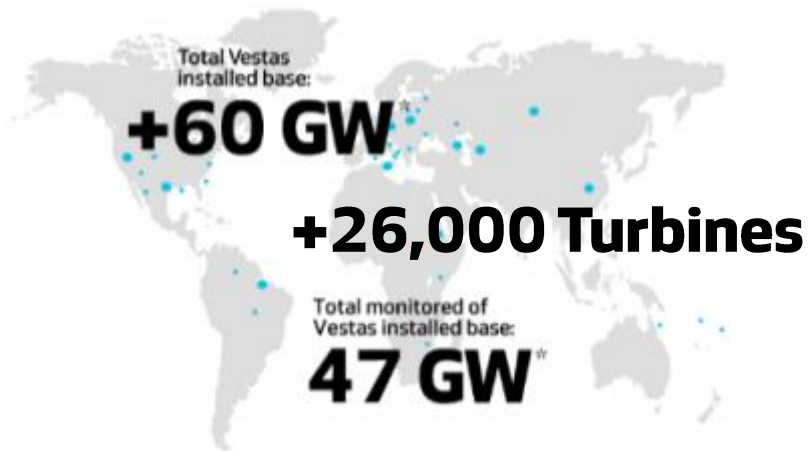 Total Vestas
installed base:
+60 GW☆
+26,000 Turbines
Total monitored of
Vestas installed base:
47 GW☆